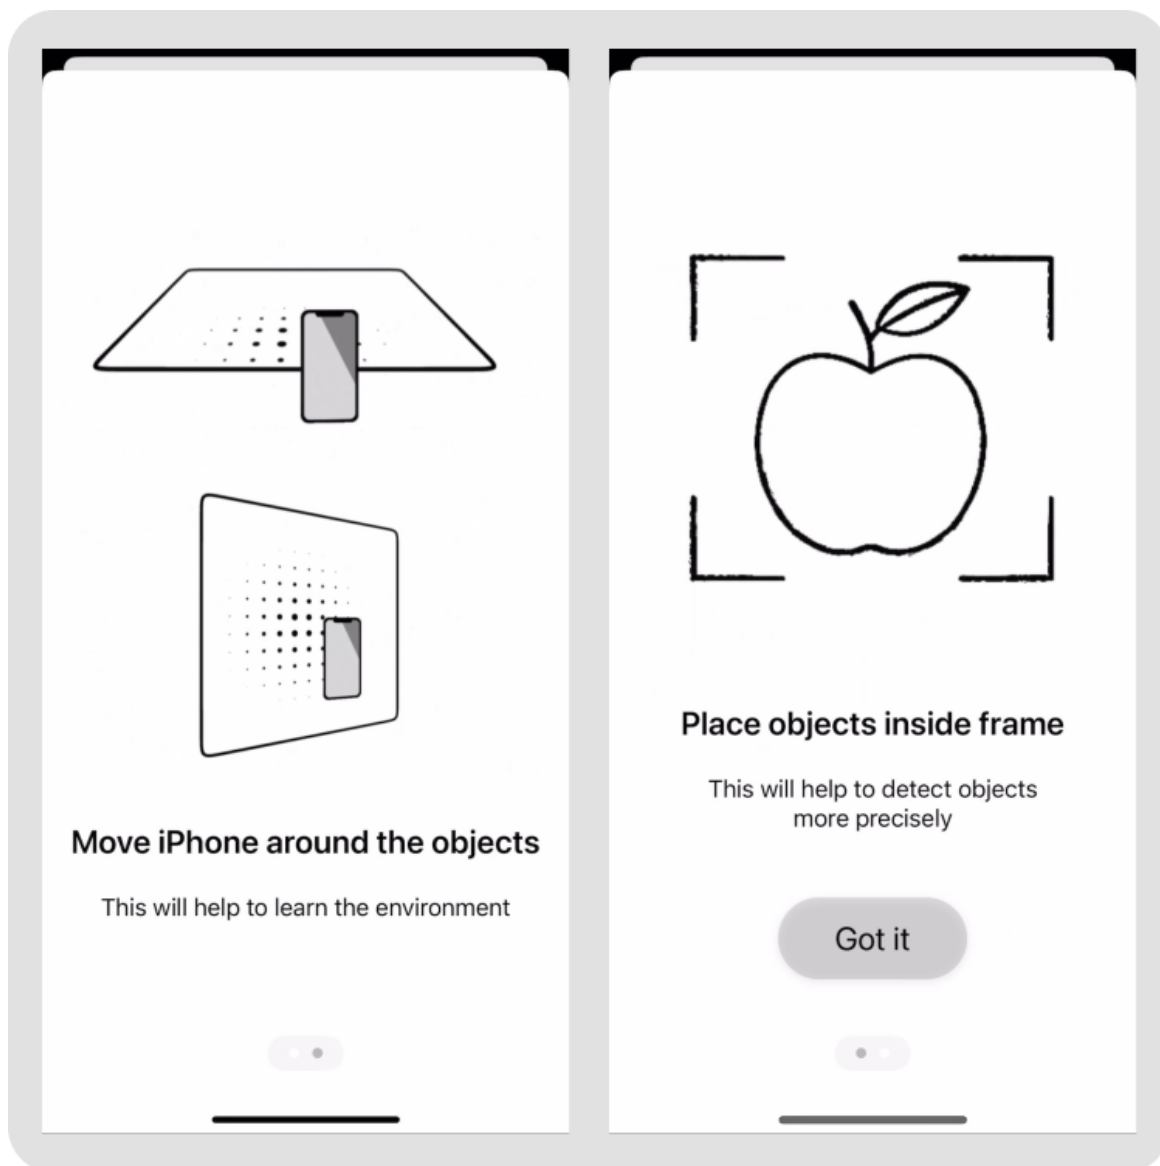 Move iPhone around the objects
This will help to learn the environment
Place objects inside frame
This will help to detect objects
more precisely
Got it